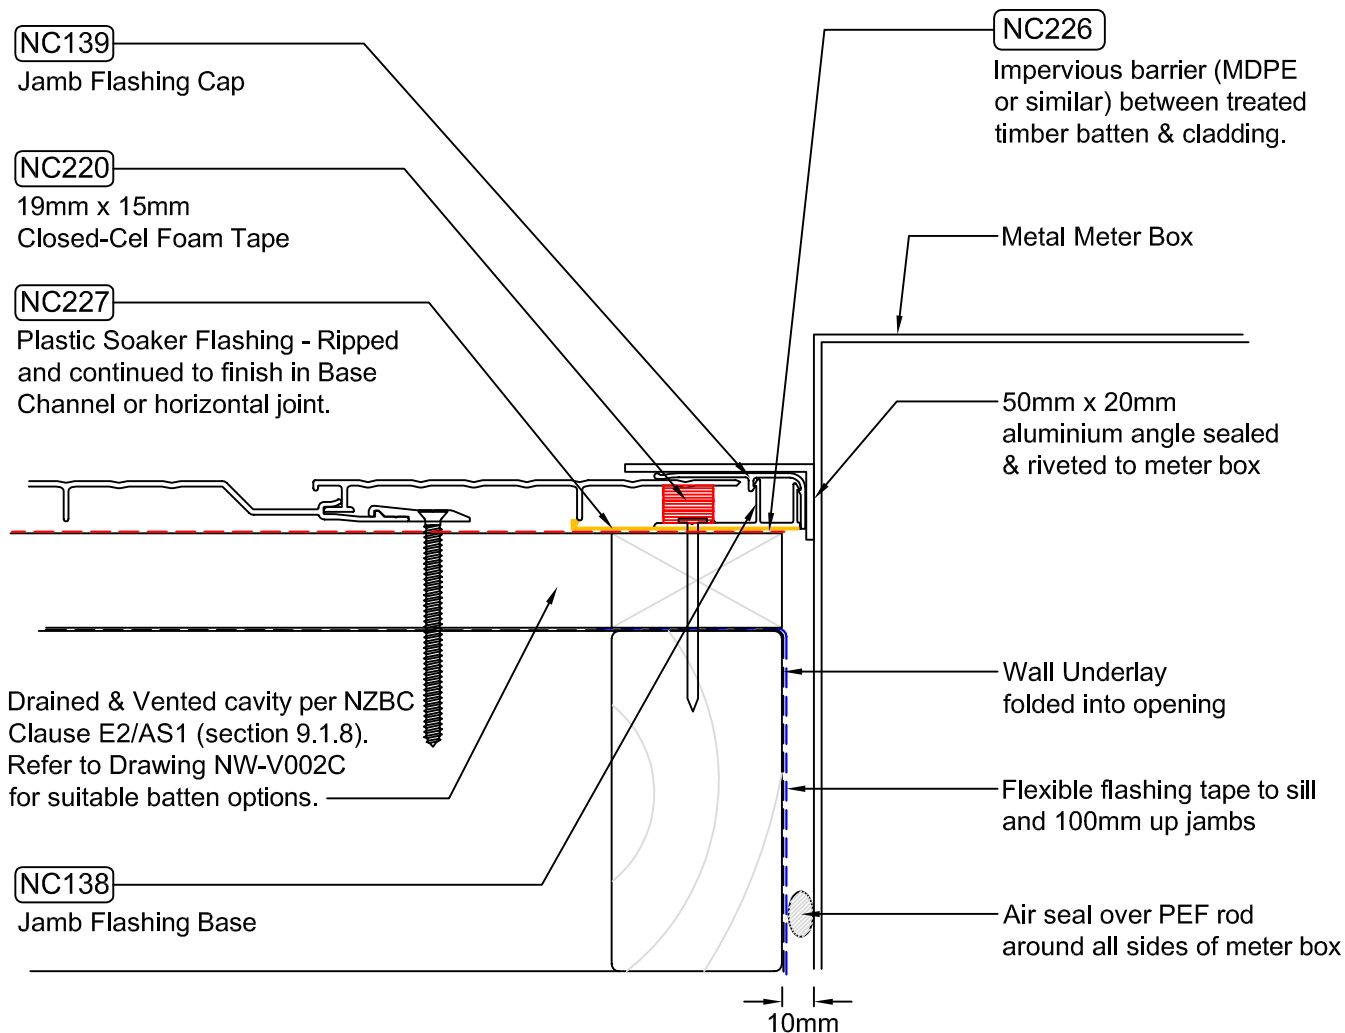 NC139
Jamb Flashing Cap
NC220
19mm x 15mm
Closed-Cel Foam Tape
NC227
Plastic Soaker Flashing - Ripped
and continued to finish in Base
Channel or horizontal joint.
Drained & Vented cavity per NZBC
Clause E2/AS1 (section 9.1.8).
Refer to Drawing NW-V002C
for suitable batten options.
NC138
Jamb Flashing Base
NC226
Impervious barrier (MDPE
or similar) between treated
timber batten & cladding.
Metal Meter Box
50mm x 20mm
aluminium angle sealed
& riveted to meter box
Wall Underlay
folded into opening
Flexible flashing tape to sill
and 100mm up jambs
Air seal over PEF rod
around all sides of meter box
10mm